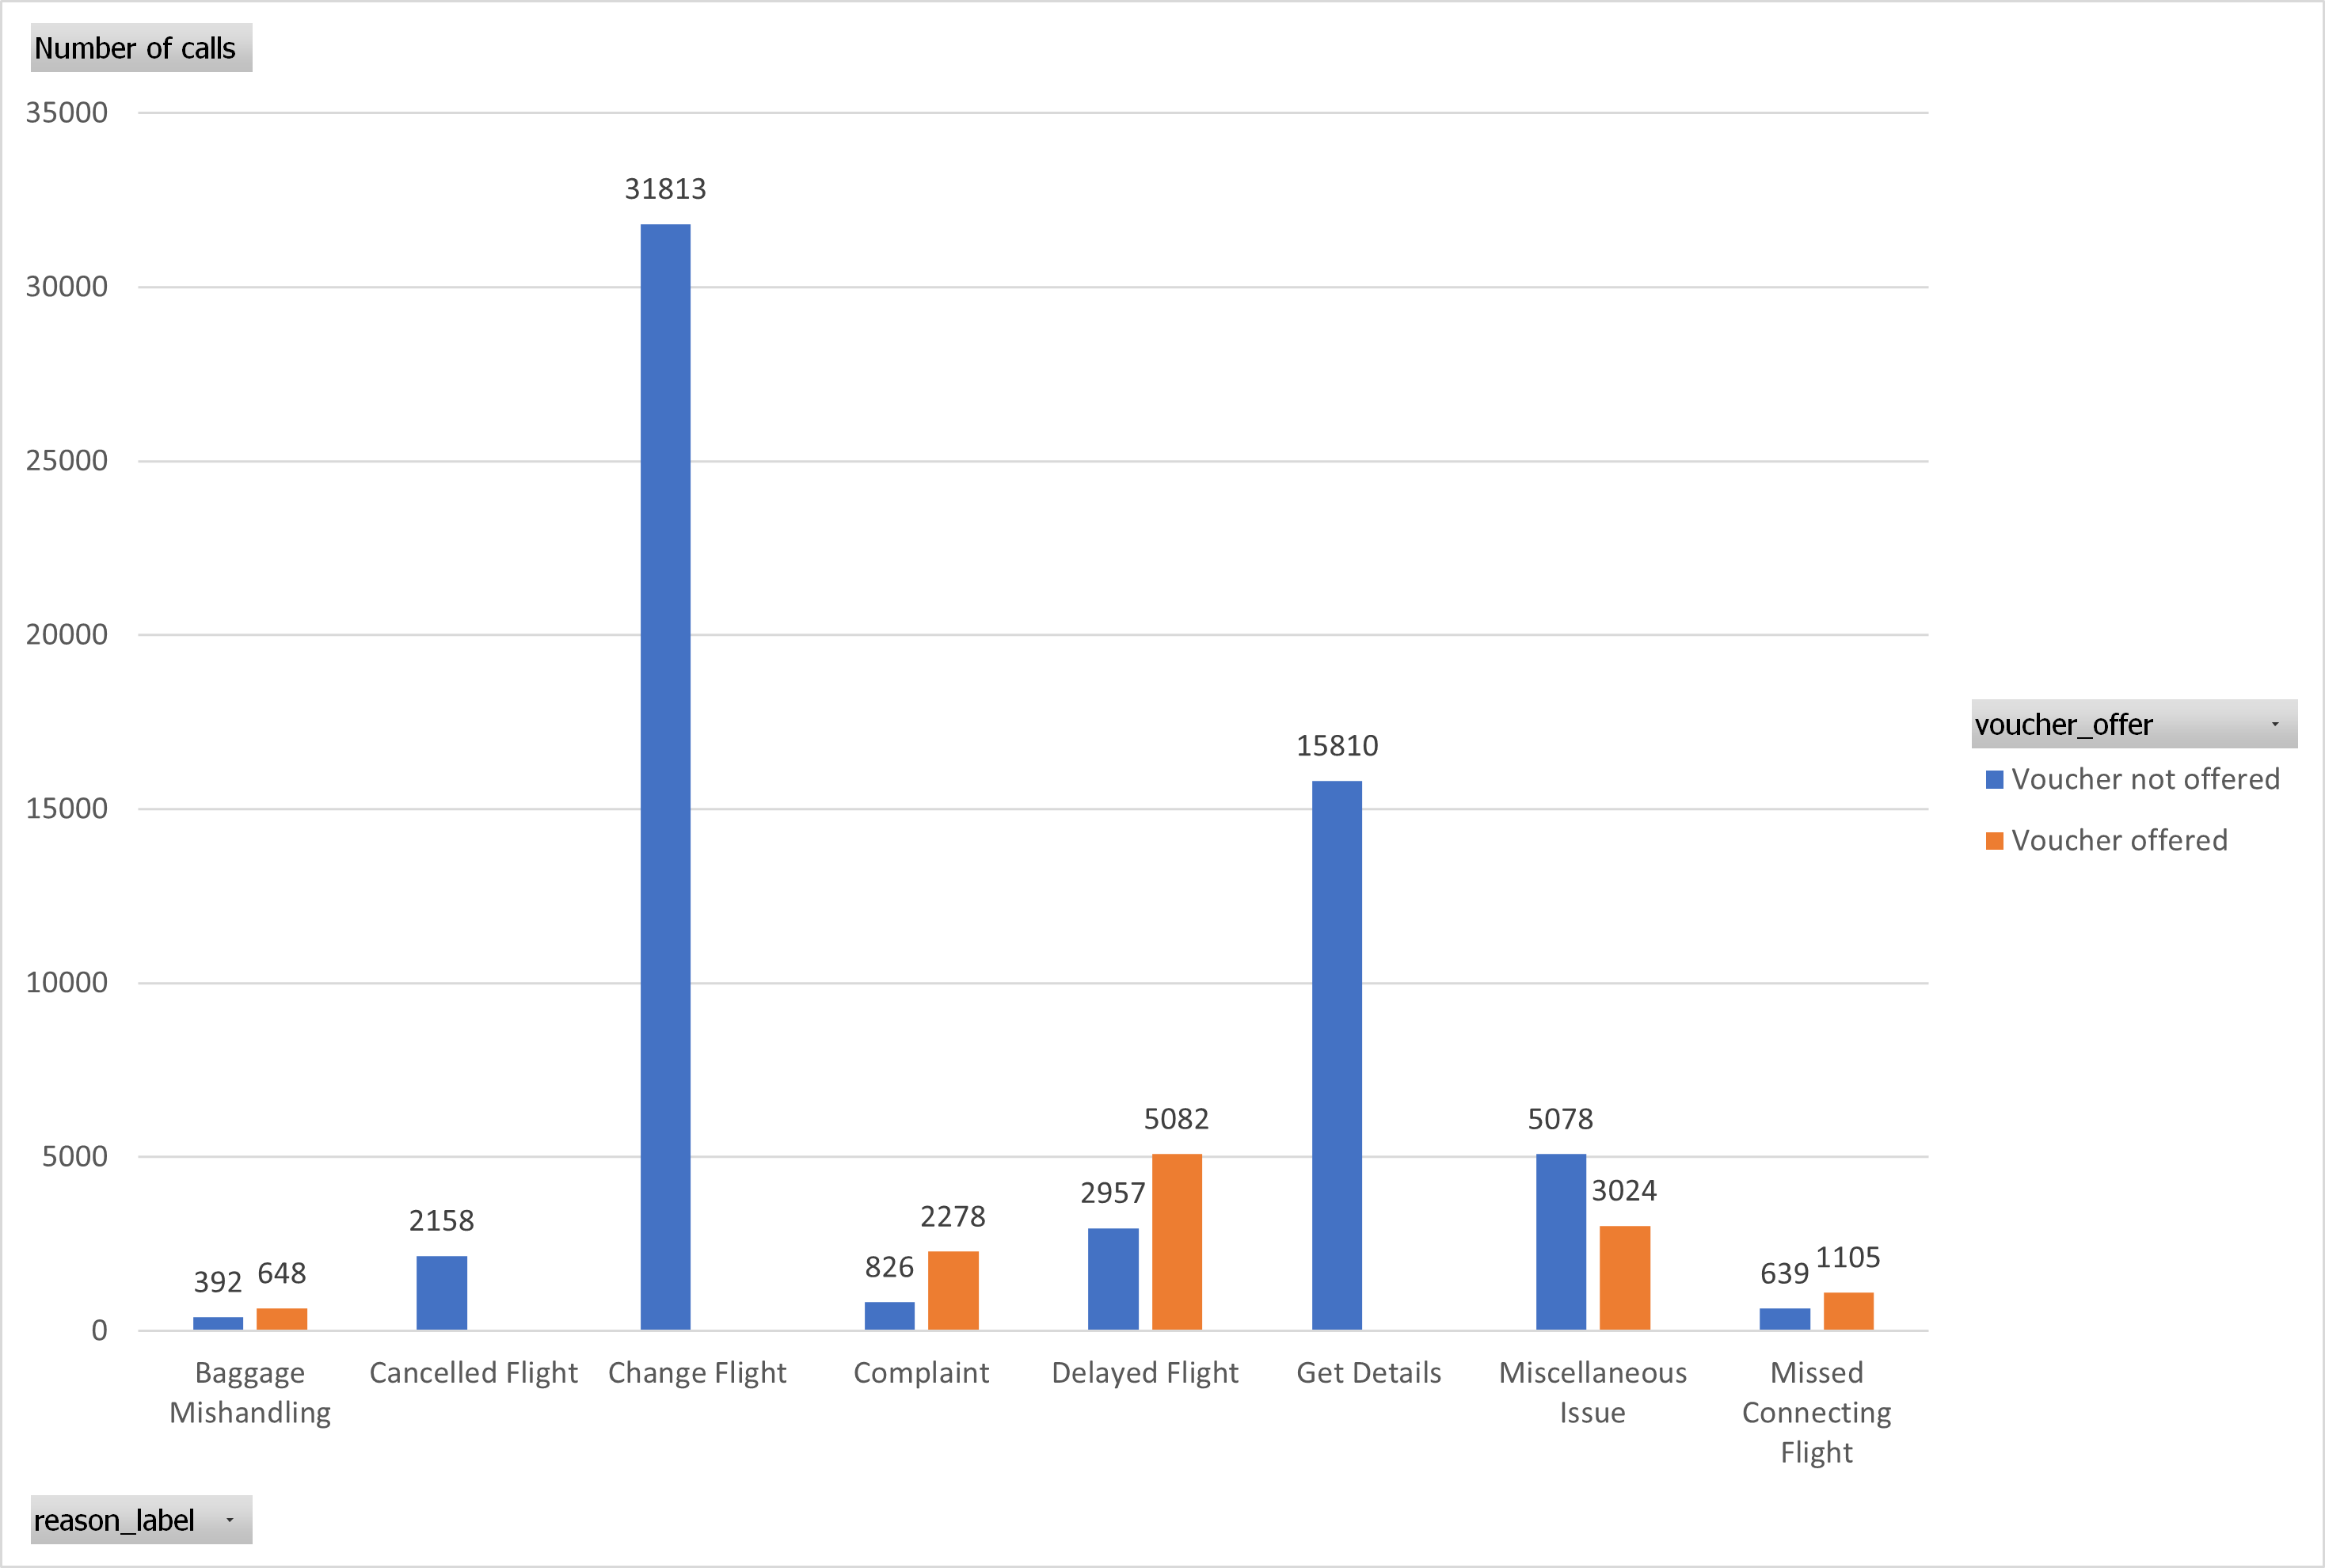 Number of calls
35000
31813
30000
25000
20000
15810
voucher_offer
Voucher not offered
15000
Voucher offered
10000
5082
5078
5000
2957
3024
2158
2278
826
1105
392
648
639
0
Baggage
Mishandling
Cancelled Flight
Change Flight
Complaint
Delayed Flight
Get Details
Miscellaneous
Issue
Missed
Connecting
Flight
reason_label